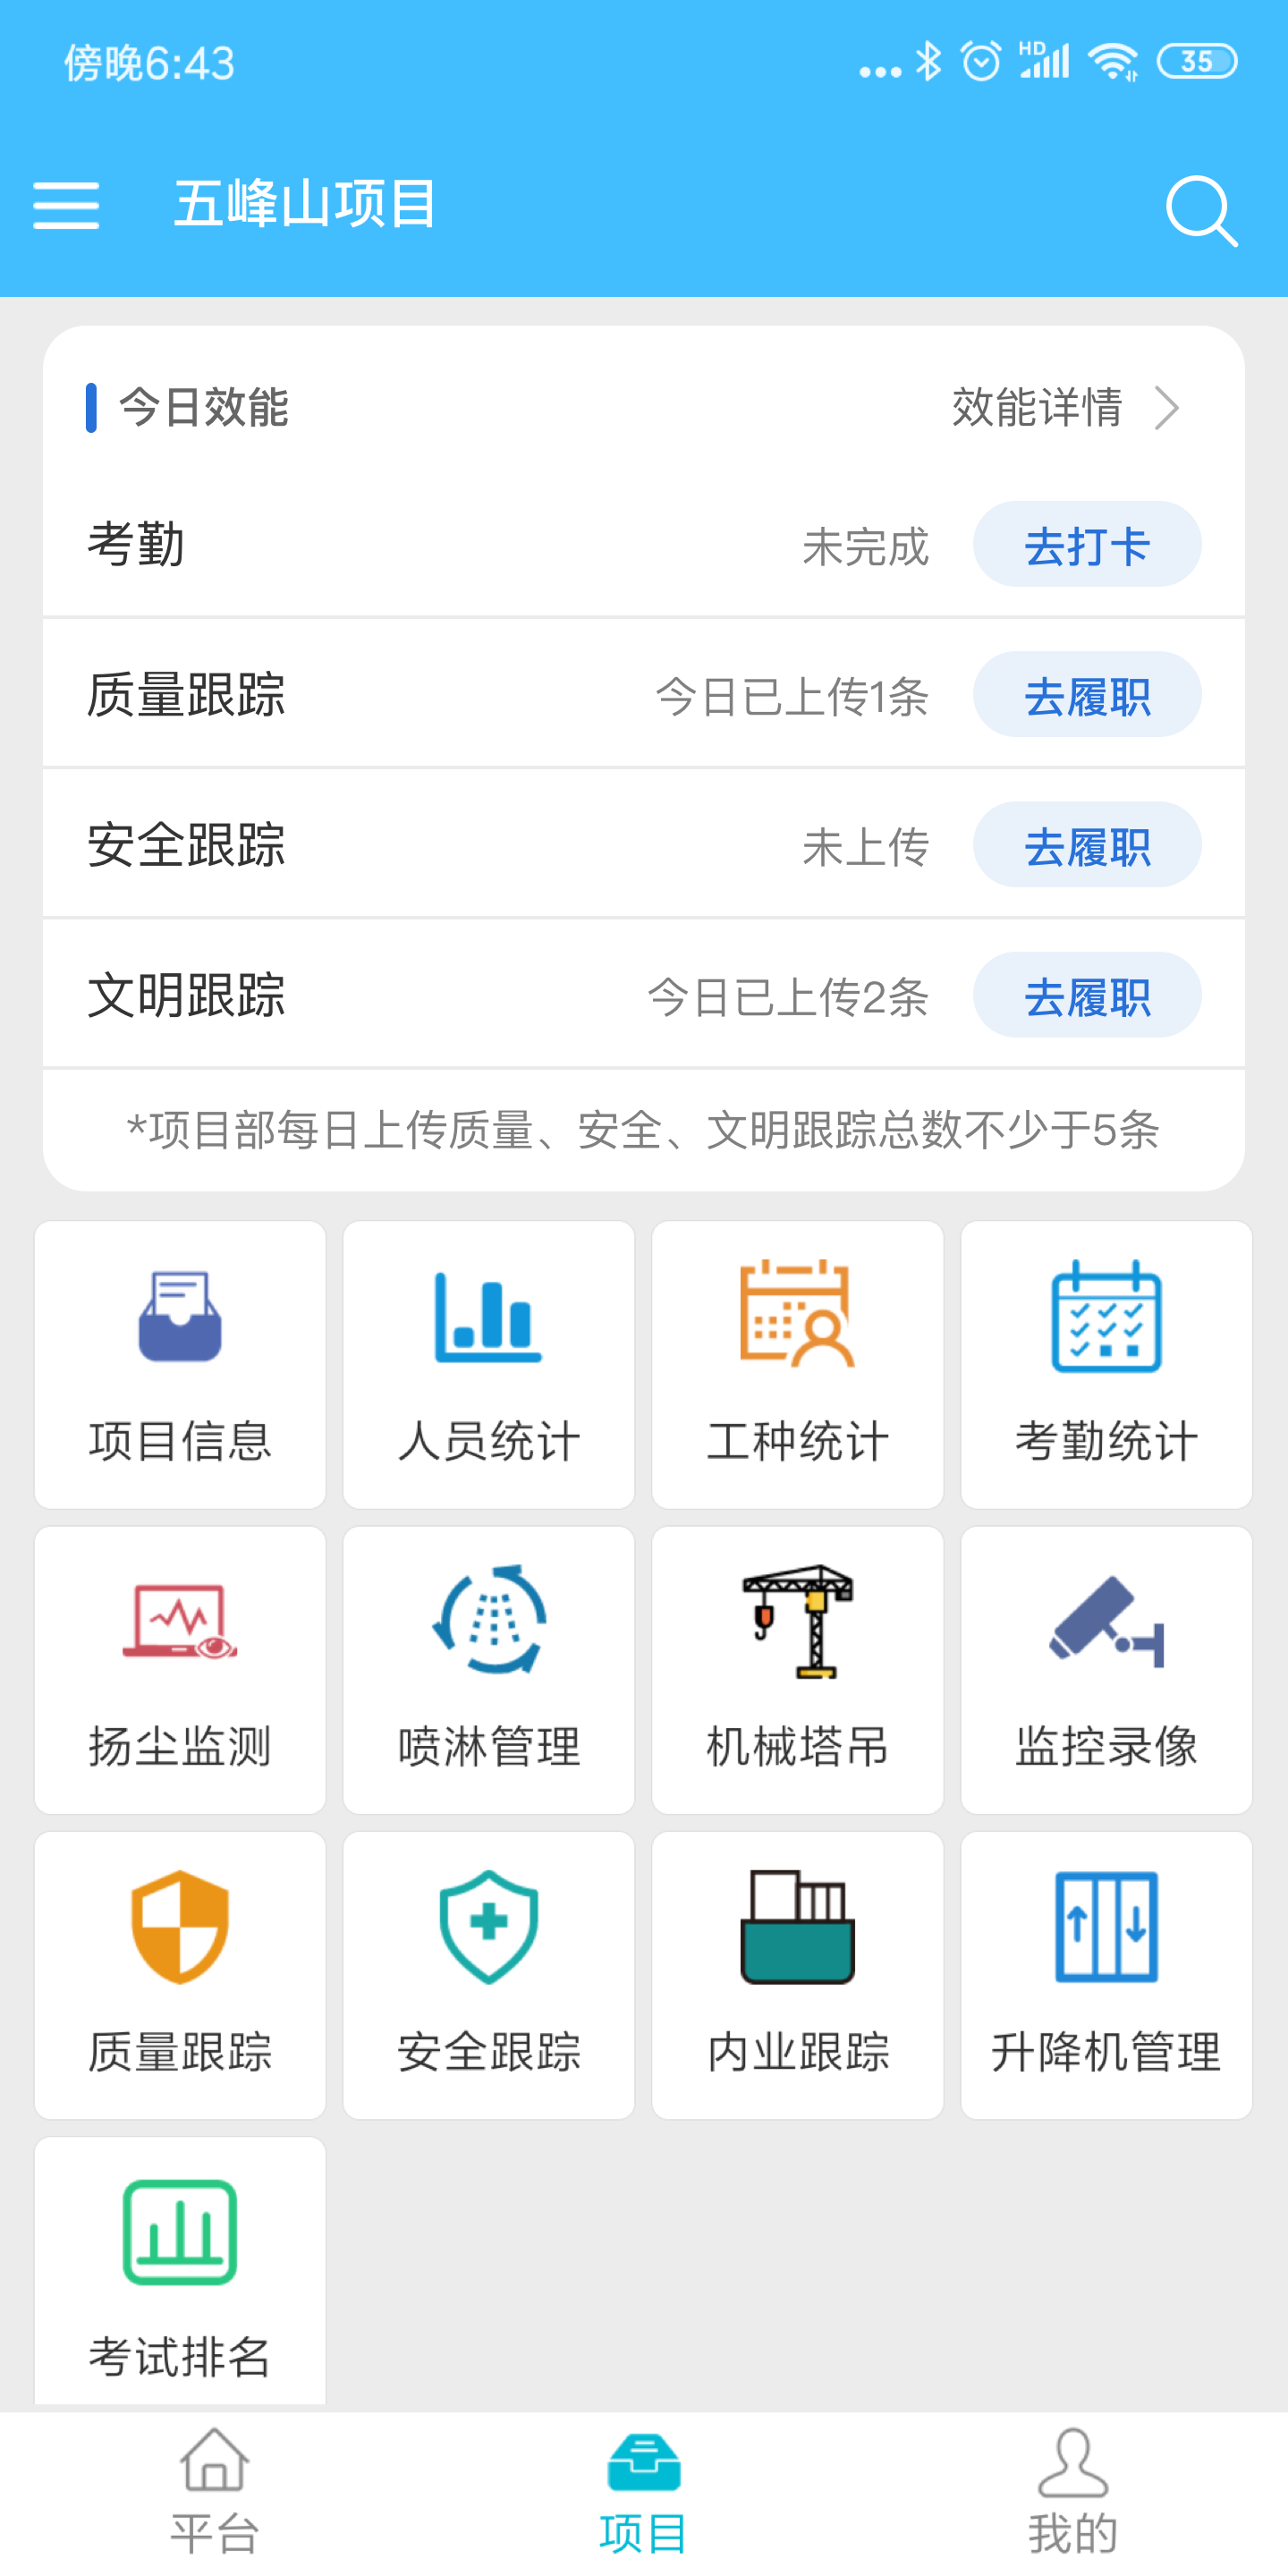 傍晚6:43
HD
35
五峰山项目
今日效能
效能详情
考勤
未完成
去打卡
质量跟踪
今日已上传1条
去履职
安全跟踪
未上传
去履职
文明跟踪
今日已上传2条
去履职
*项目部每日上传质量、安全、文明跟踪总数不少于5条
项目信息
人员统计
工种统计
考勤统计
扬尘监测
喷淋管理
机械塔吊
监控录像
质量跟踪
安全跟踪
内业跟踪
升降机管理
考试排名
平台
项目
我的